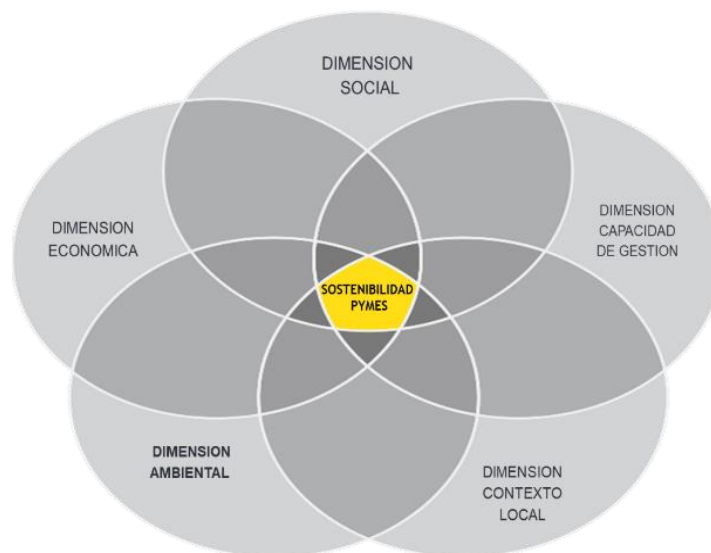 DIMENSION
SOCIAL
DIMENSION
ECONOMICA
DIMENSION
CAPACIDAD
DE GESTION
SOSTENIBILIDAD
PYMES
DIMENSION
AMBIENTAL
DIMENSION
CONTEXTO
LOCAL